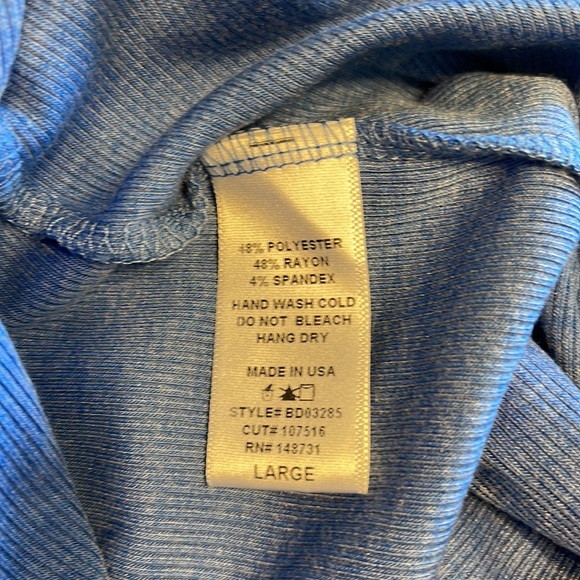 48% POLYESTER
48% RAYON
4% SPANDEX
HAND WASH COLD
DO NOT BLEACH
HANG DRY
MADE IN USA
STYLE# BD03285
CUT# 107516
RN# 148731
LARGE